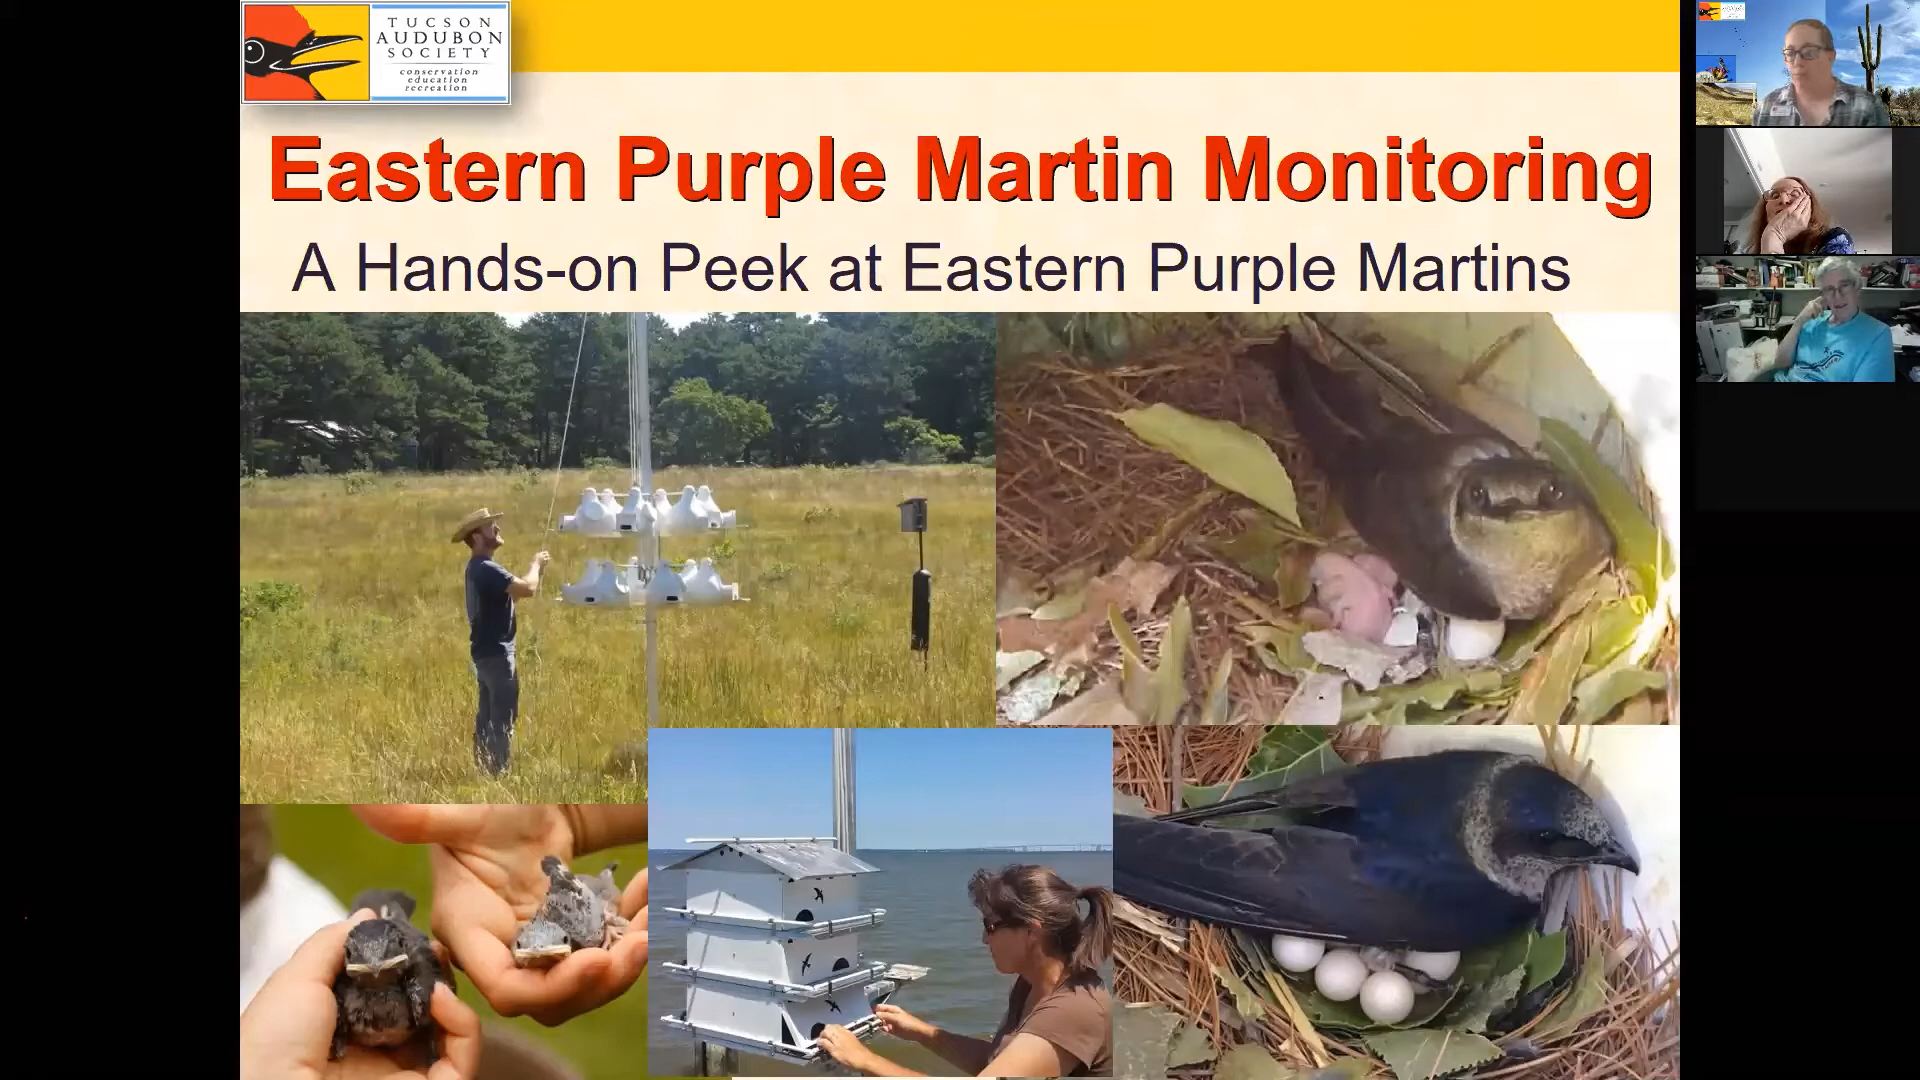 TUCSON
AUDUBON
SOCIETY
conservation
education
recreation
Eastern Purple Martin Monitoring
A Hands-on Peek at Eastern Purple Martins